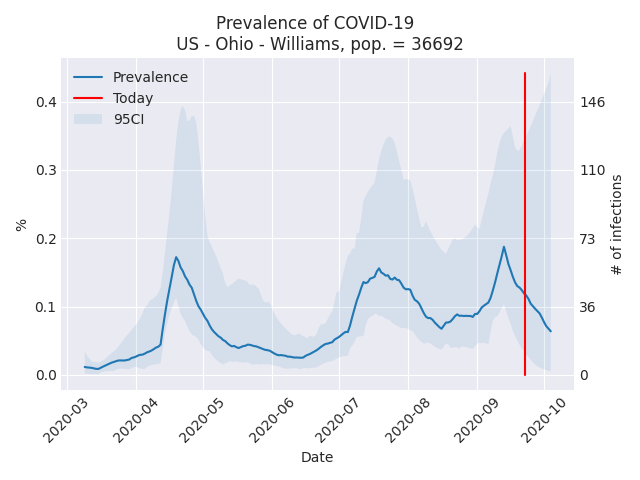 Prevalence of COVID-19
US - Ohio - Williams, pop. = 36692
Prevalence
Today
95CI
0.4
0.3
0.2
0.1
0.0
%
146
110
73
36
0
# of infections
2020-03
2020-04
2020-05
2020-06
2020-07
2020-08
2020-09
2020-10
Date